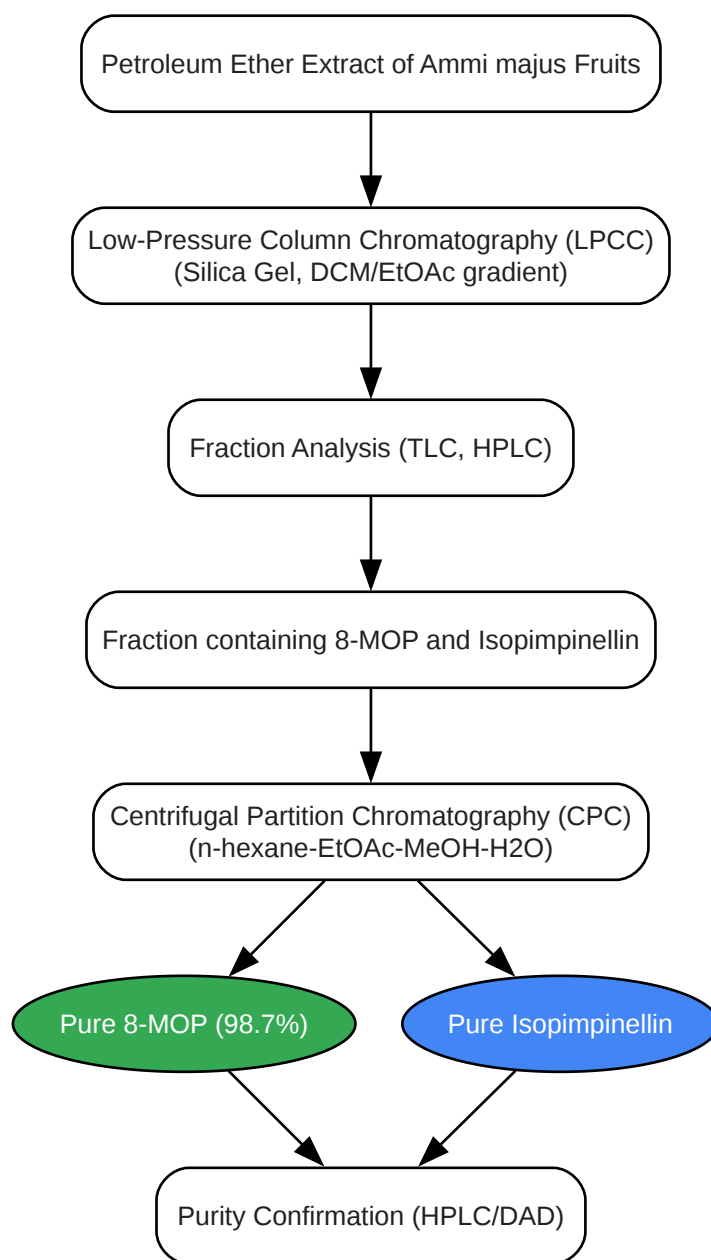 Petroleum Ether Extract of Ammi majus Fruits
Low-Pressure Column Chromatography (LPCC)
(Silica Gel, DCM/EtOAc gradient)
Fraction Analysis (TLC, HPLC)
Fraction containing 8-MOP and Isopimpinellin
Centrifugal Partition Chromatography (CPC)
(n-hexane-EtOAc-MeOH-H2O)
Pure 8-MOP (98.7%)
Pure Isopimpinellin
Purity Confirmation (HPLC/DAD)